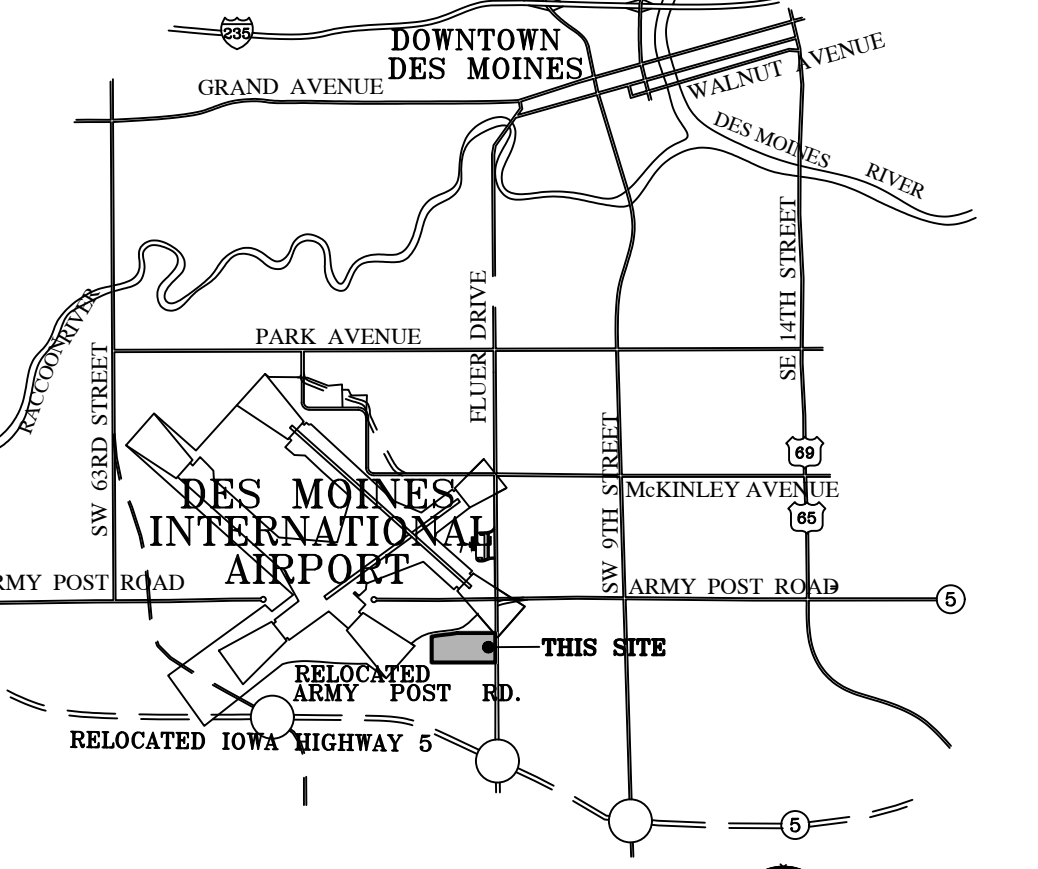 235
DOWNTOWN
DES MOINES
GRAND AVENUE
WALNUT AVENUE
DES MOINES RIVER
RACCOONRIVER
SW 63RD STREET
PARK AVENUE
FLUER DRIVE
SE 14TH STREET
SW 9TH STREET
69
McKINLEY AVENUE
65
DES MOINES
INTERNATIONAL
AIRPORT
RMY POST ROAD
ARMY POST ROAD
5
THIS SITE
RELOCATED
ARMY POST RD.
RELOCATED IOWA HIGHWAY 5
5